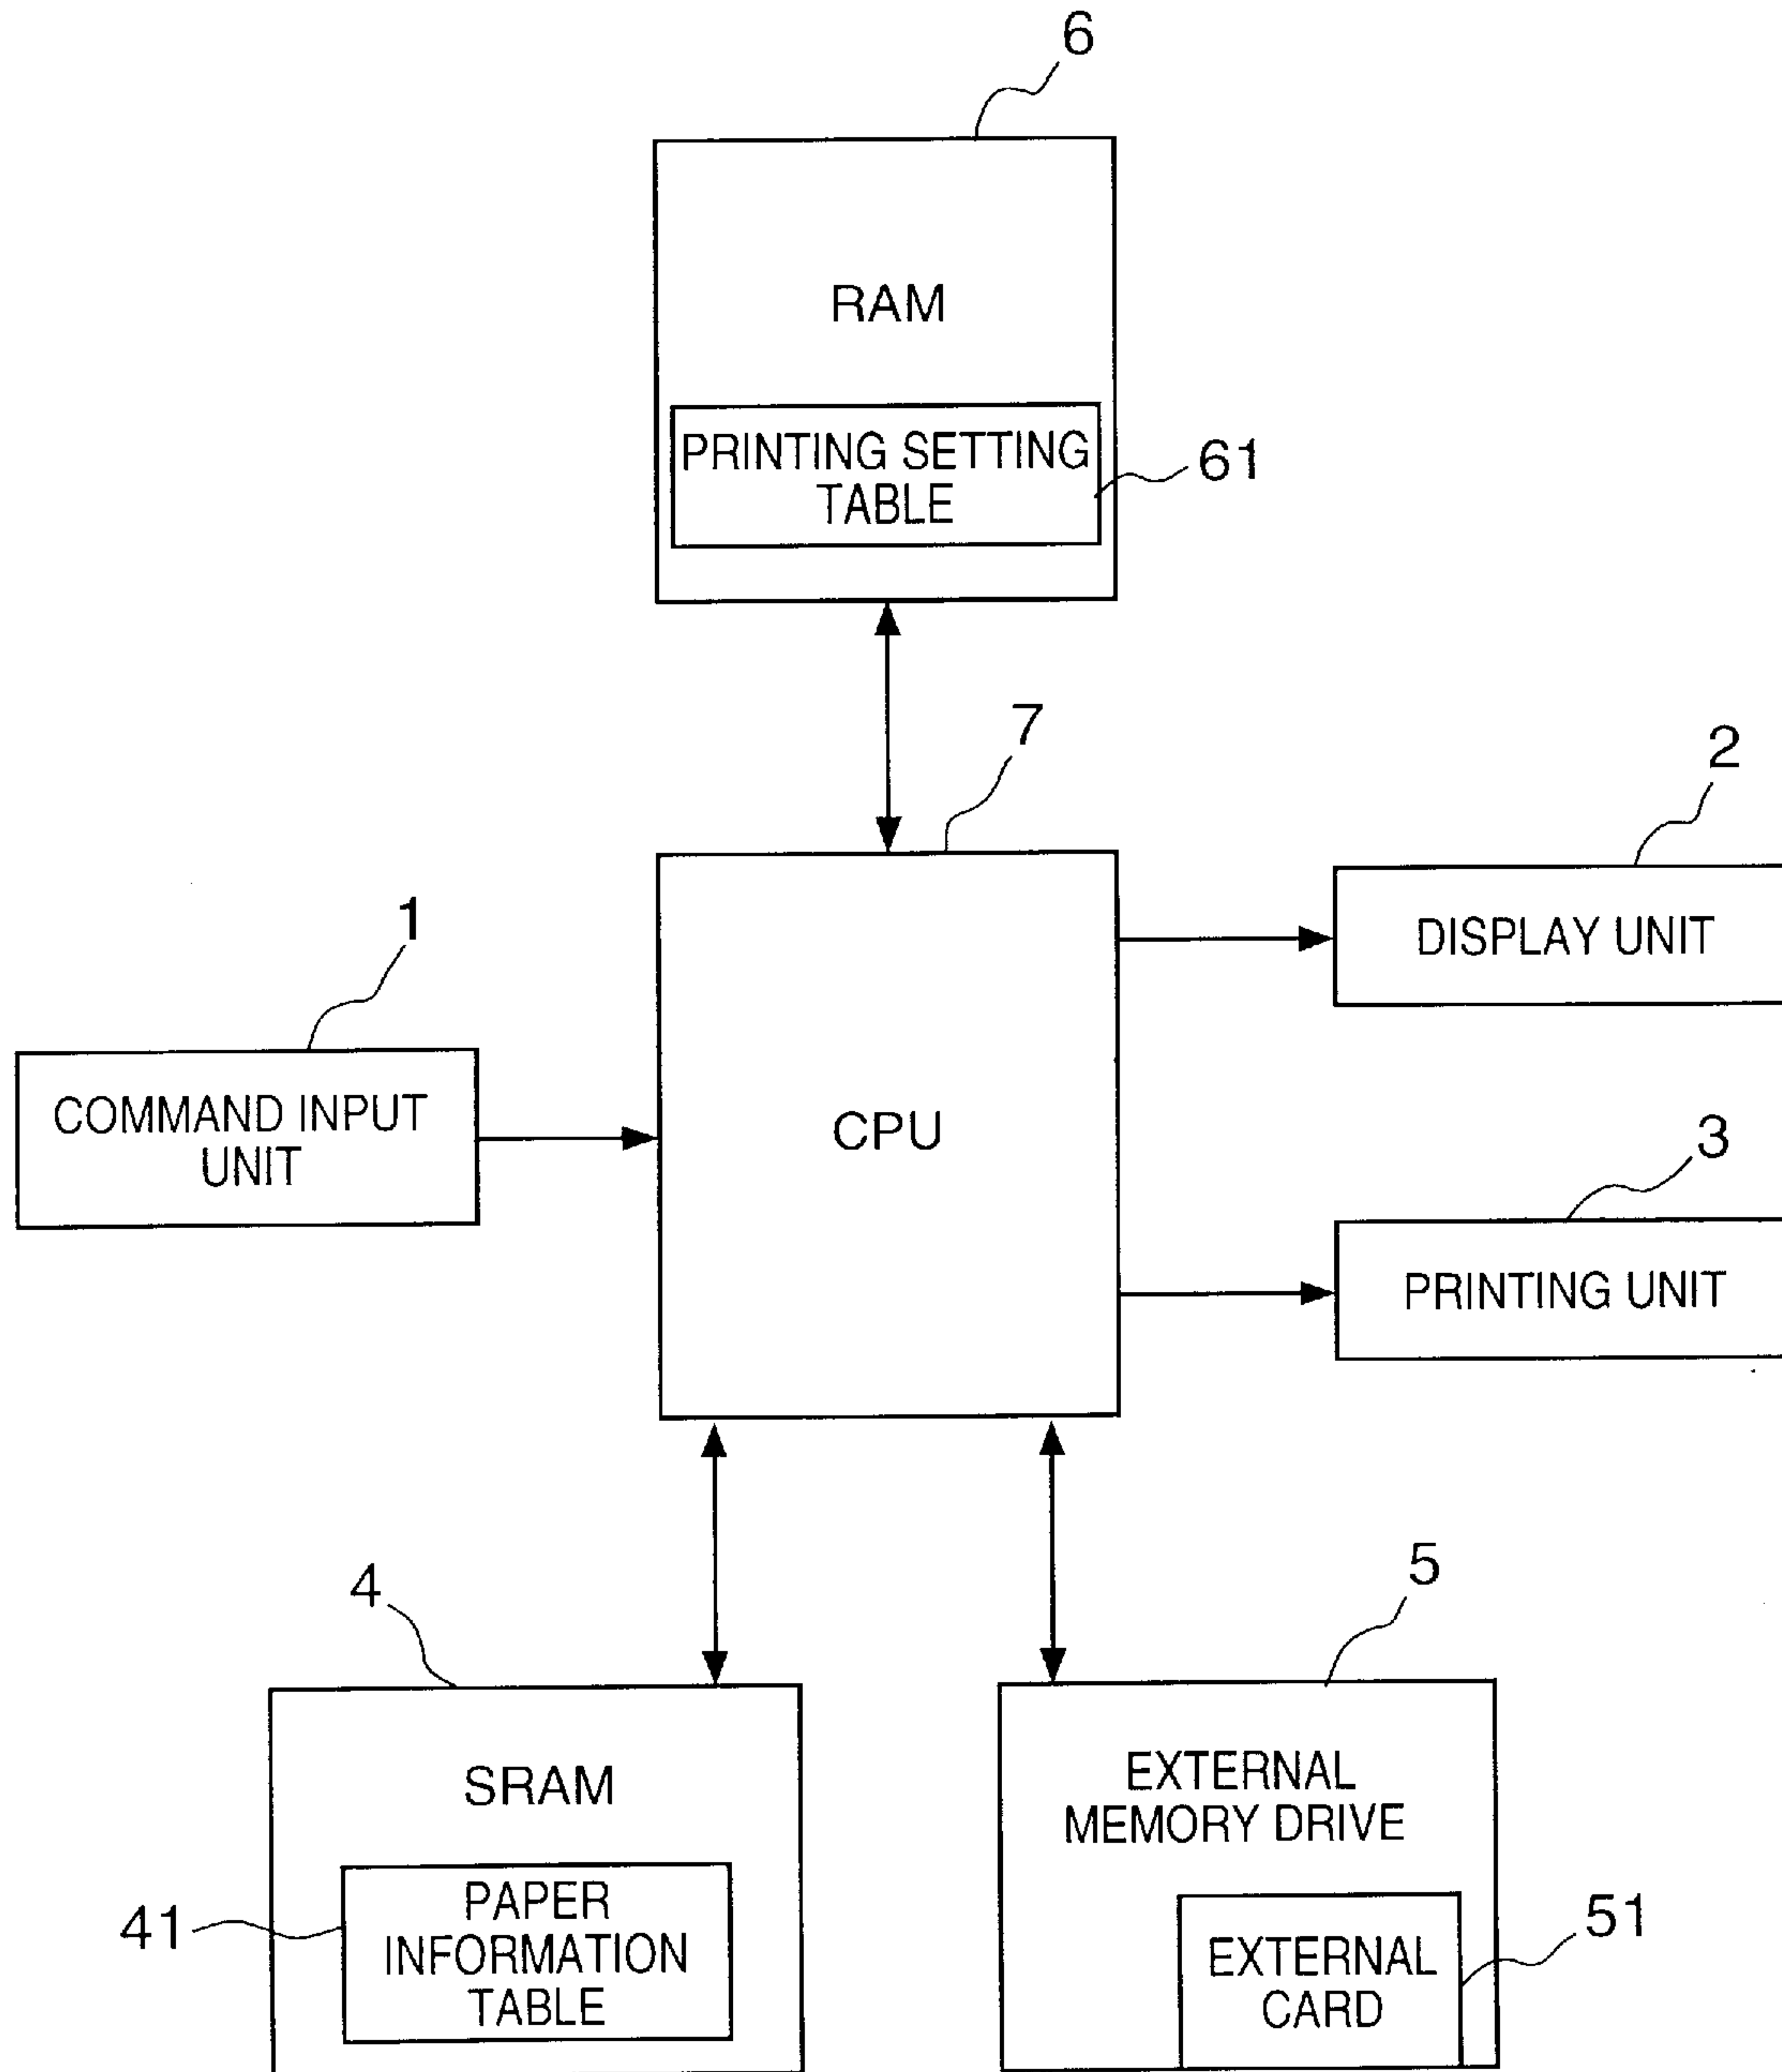 6
RAM
PRINTING SETTING
TABLE
61
7
2
DISPLAY UNIT
1
COMMAND INPUT
UNIT
CPU
3
PRINTING UNIT
4
SRAM
41
PAPER
INFORMATION
TABLE
5
EXTERNAL
MEMORY DRIVE
EXTERNAL
CARD
51